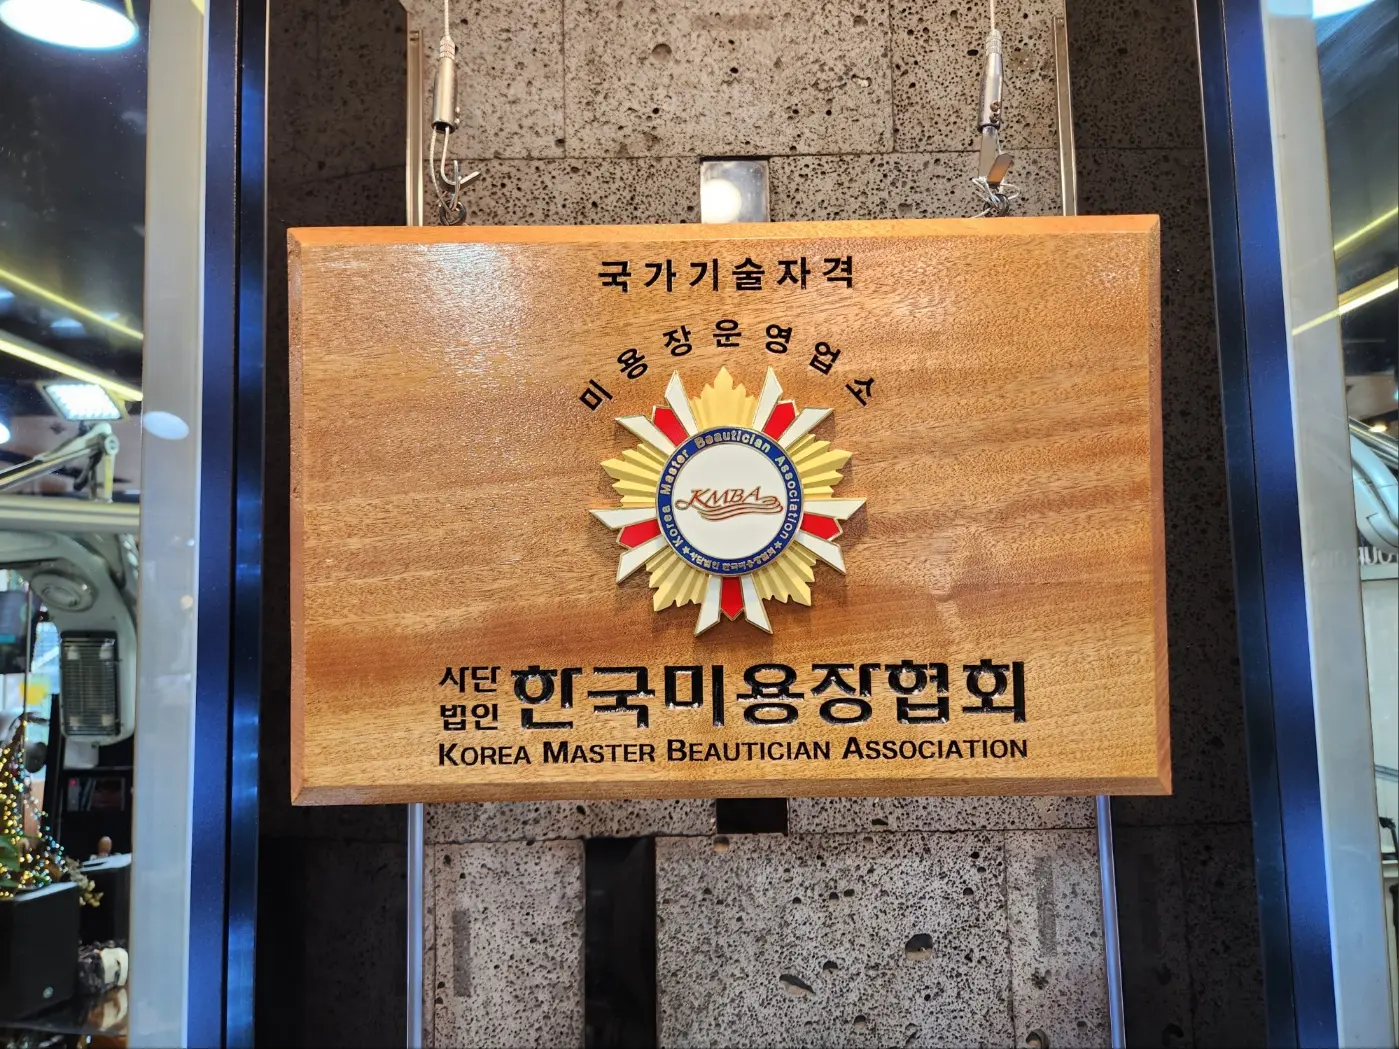 국가기술자격
미용장운영업소
Korea Master Beautician Association
KMBA
사단
법인
한국미용장협회
KOREA MASTER BEAUTICIAN ASSOCIATION